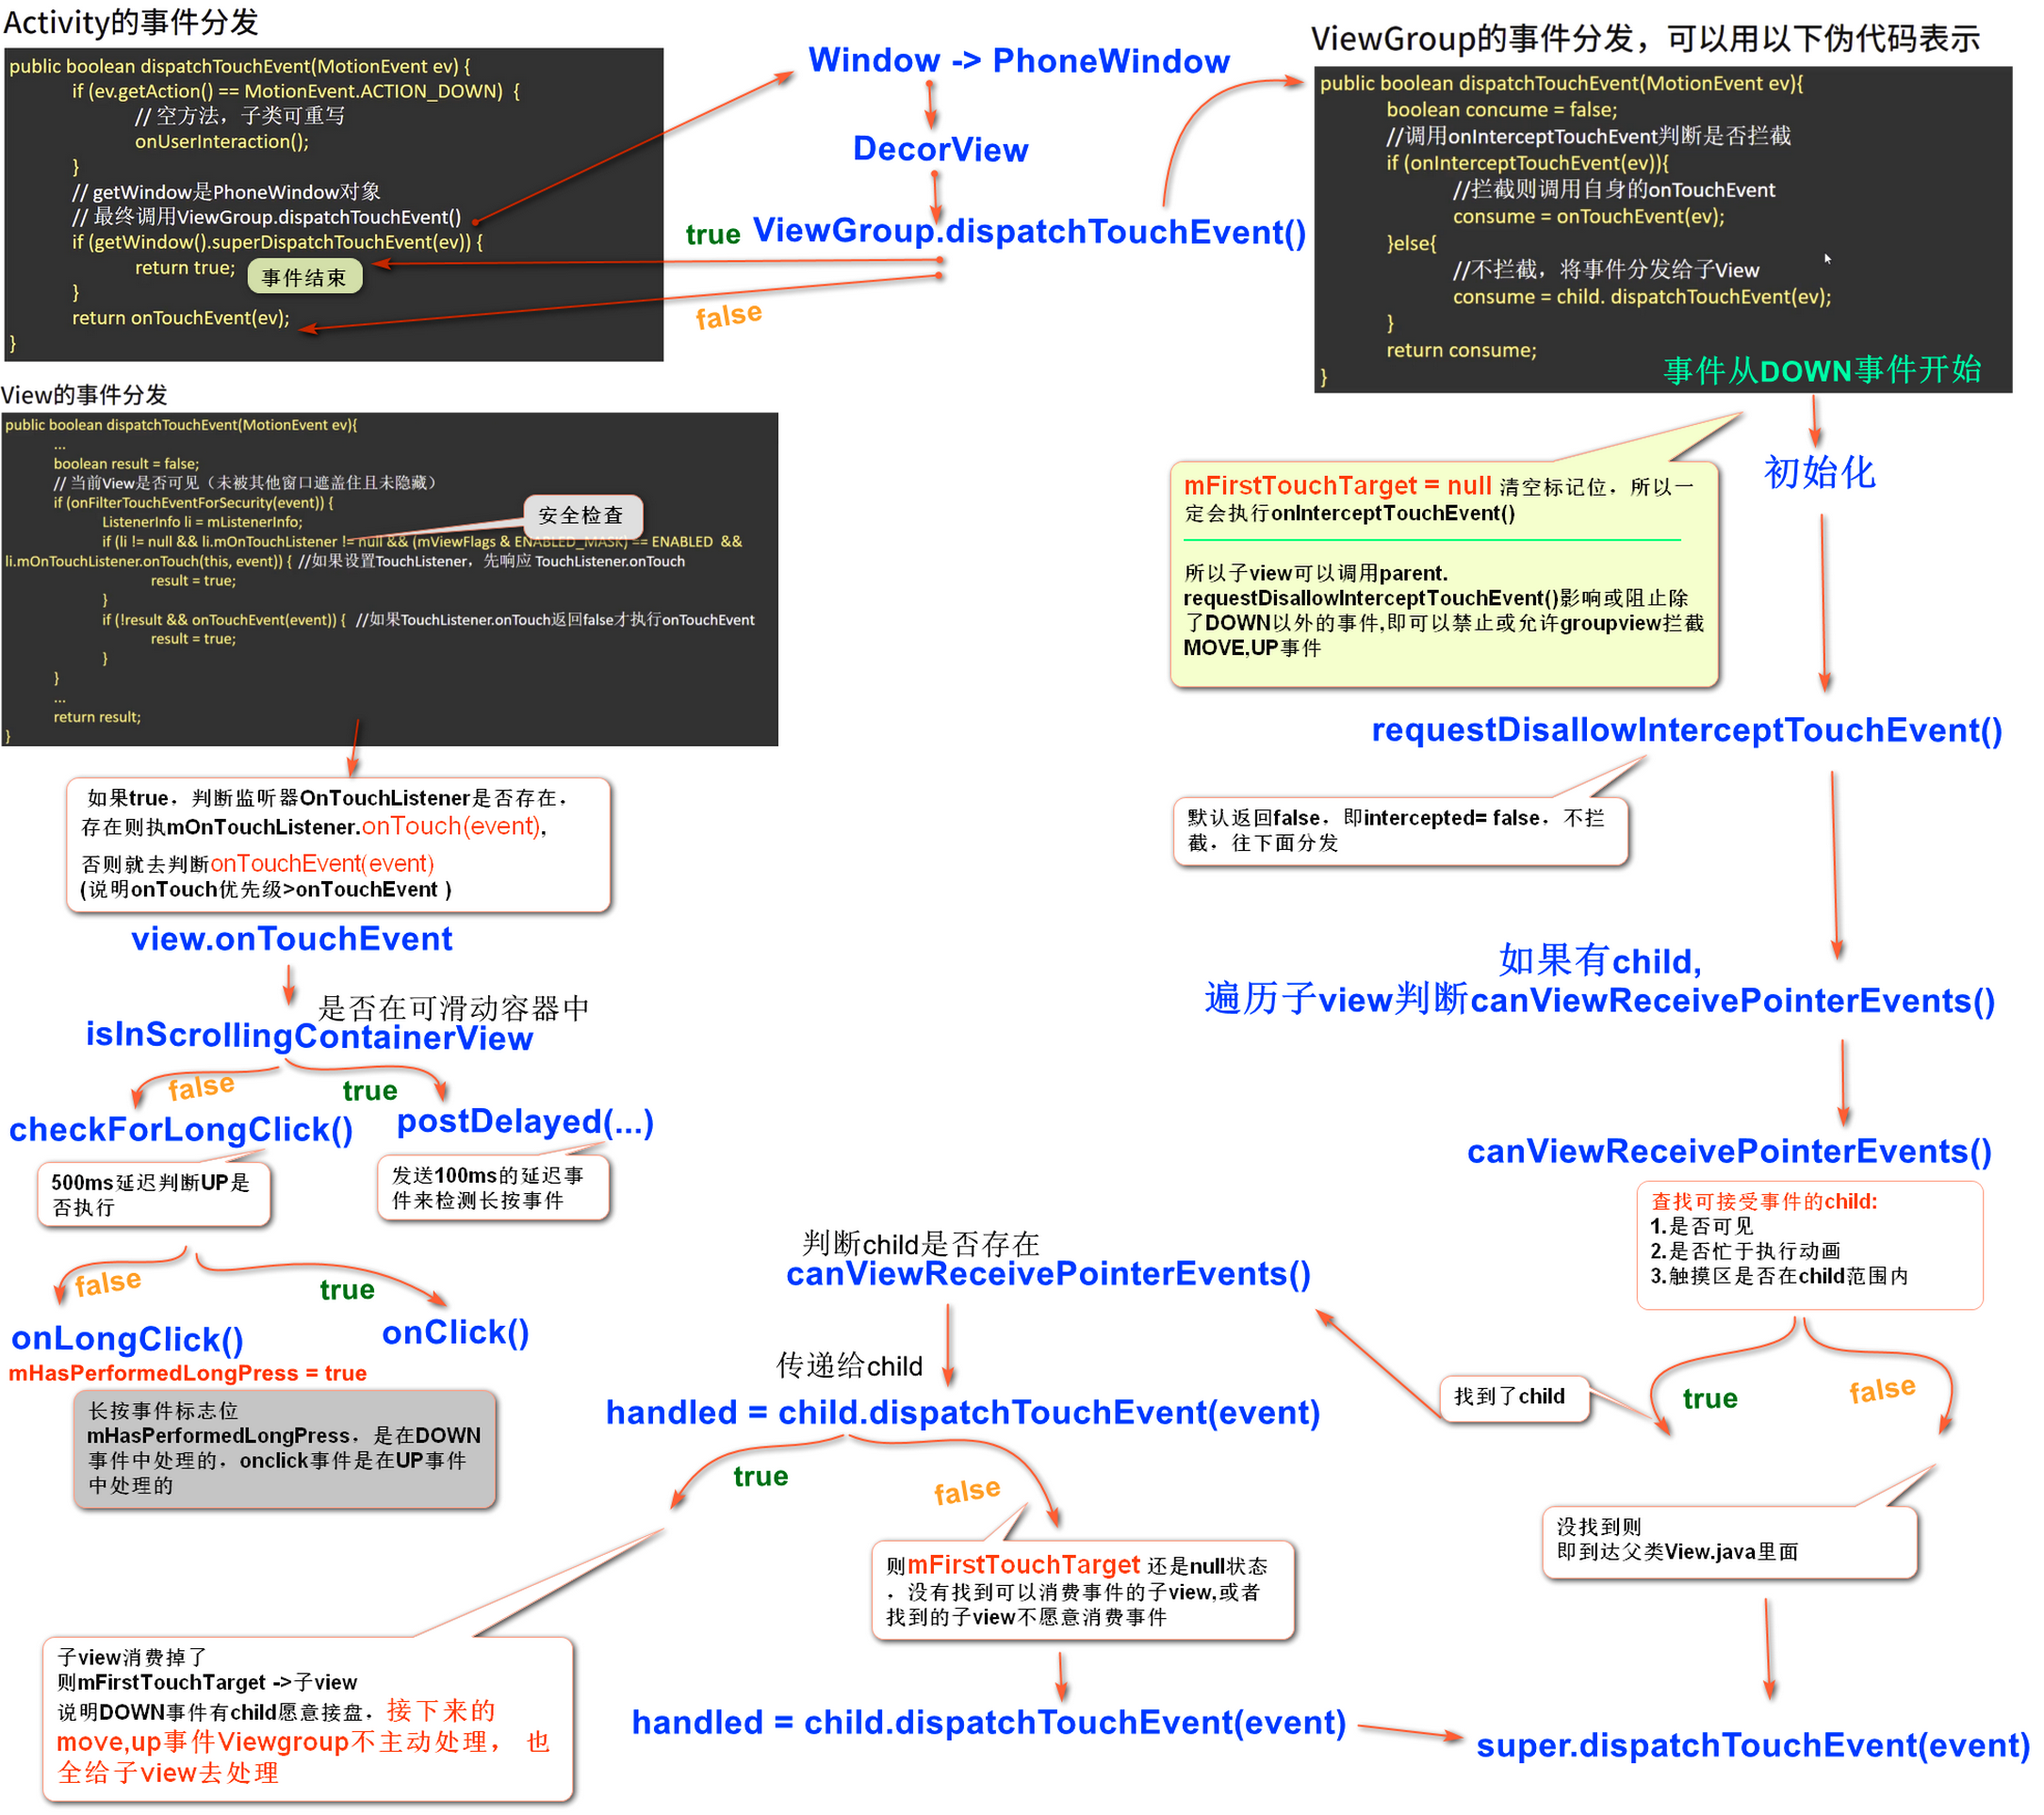 Activity的事件分发
public boolean dispatchTouchEvent(MotionEvent ev) {
if (ev.getAction() == MotionEvent.ACTION_DOWN) {
// 空方法，子类可重写
onUserInteraction();
}
// getWindow是PhoneWindow对象
// 最终调用ViewGroup.dispatchTouchEvent()
if (getWindow().superDispatchTouchEvent(ev)) {
return true;
事件结束
}
return onTouchEvent(ev);
}
Window -> PhoneWindow
DecorView
true
ViewGroup.dispatchTouchEvent()
false
ViewGroup的事件分发，可以用以下伪代码表示
public boolean dispatchTouchEvent(MotionEvent ev){
boolean concume = false;
//调用onInterceptTouchEvent判断是否拦截
if (onInterceptTouchEvent(ev)){
//拦截则调用自身的onTouchEvent
consume = onTouchEvent(ev);
}else{
//不拦截，将事件分发给子View
consume = child. dispatchTouchEvent(ev);
}
return consume;
}
事件从DOWN事件开始
初始化
mFirstTouchTarget = null 清空标记位，所以一
定会执行onInterceptTouchEvent()
所以子view可以调用parent.
requestDisallowInterceptTouchEvent()影响或阻止除
了DOWN以外的事件,即可以禁止或允许groupview拦截
MOVE,UP事件
requestDisallowInterceptTouchEvent()
默认返回false，即intercepted= false，不拦
截，往下面分发
如果有child,
遍历子view判断canViewReceivePointerEvents()
canViewReceivePointerEvents()
查找可接受事件的child:
1.是否可见
2.是否忙于执行动画
3.触摸区是否在child范围内
true
false
找到了child
没找到则
即到达父类View.java里面
super.dispatchTouchEvent(event)
判断child是否存在
canViewReceivePointerEvents()
传递给child
handled = child.dispatchTouchEvent(event)
true
false
则mFirstTouchTarget 还是null状态
，没有找到可以消费事件的子view,或者
找到的子view不愿意消费事件
handled = child.dispatchTouchEvent(event)
子view消费掉了
则mFirstTouchTarget ->子view
说明DOWN事件有child愿意接盘，接下来的
move,up事件Viewgroup不主动处理， 也
全给子view去处理
View的事件分发
public boolean dispatchTouchEvent(MotionEvent ev){
...
boolean result = false;
// 当前View是否可见（未被其他窗口遮盖住且未隐藏）
if (onFilterTouchEventForSecurity(event)) {
安全检查
ListenerInfo li = mListenerInfo;
if (li != null && li.mOnTouchListener != null && (mViewFlags & ENABLED_MASK) == ENABLED &&
li.mOnTouchListener.onTouch(this, event)) { //如果设置TouchListener，先响应 TouchListener.onTouch
result = true;
}
if (!result && onTouchEvent(event)) { //如果TouchListener.onTouch返回false才执行onTouchEvent
result = true;
}
}
...
return result;
}
如果true，判断监听器OnTouchListener是否存在，
存在则执mOnTouchListener.onTouch(event),
否则就去判断onTouchEvent(event)
(说明onTouch优先级>onTouchEvent )
view.onTouchEvent
是否在可滑动容器中
isInScrollingContainerView
false
true
checkForLongClick()
postDelayed(...)
500ms延迟判断UP是
否执行
发送100ms的延迟事
件来检测长按事件
false
true
onLongClick()
onClick()
mHasPerformedLongPress = true
长按事件标志位
mHasPerformedLongPress，是在DOWN
事件中处理的，onclick事件是在UP事件
中处理的